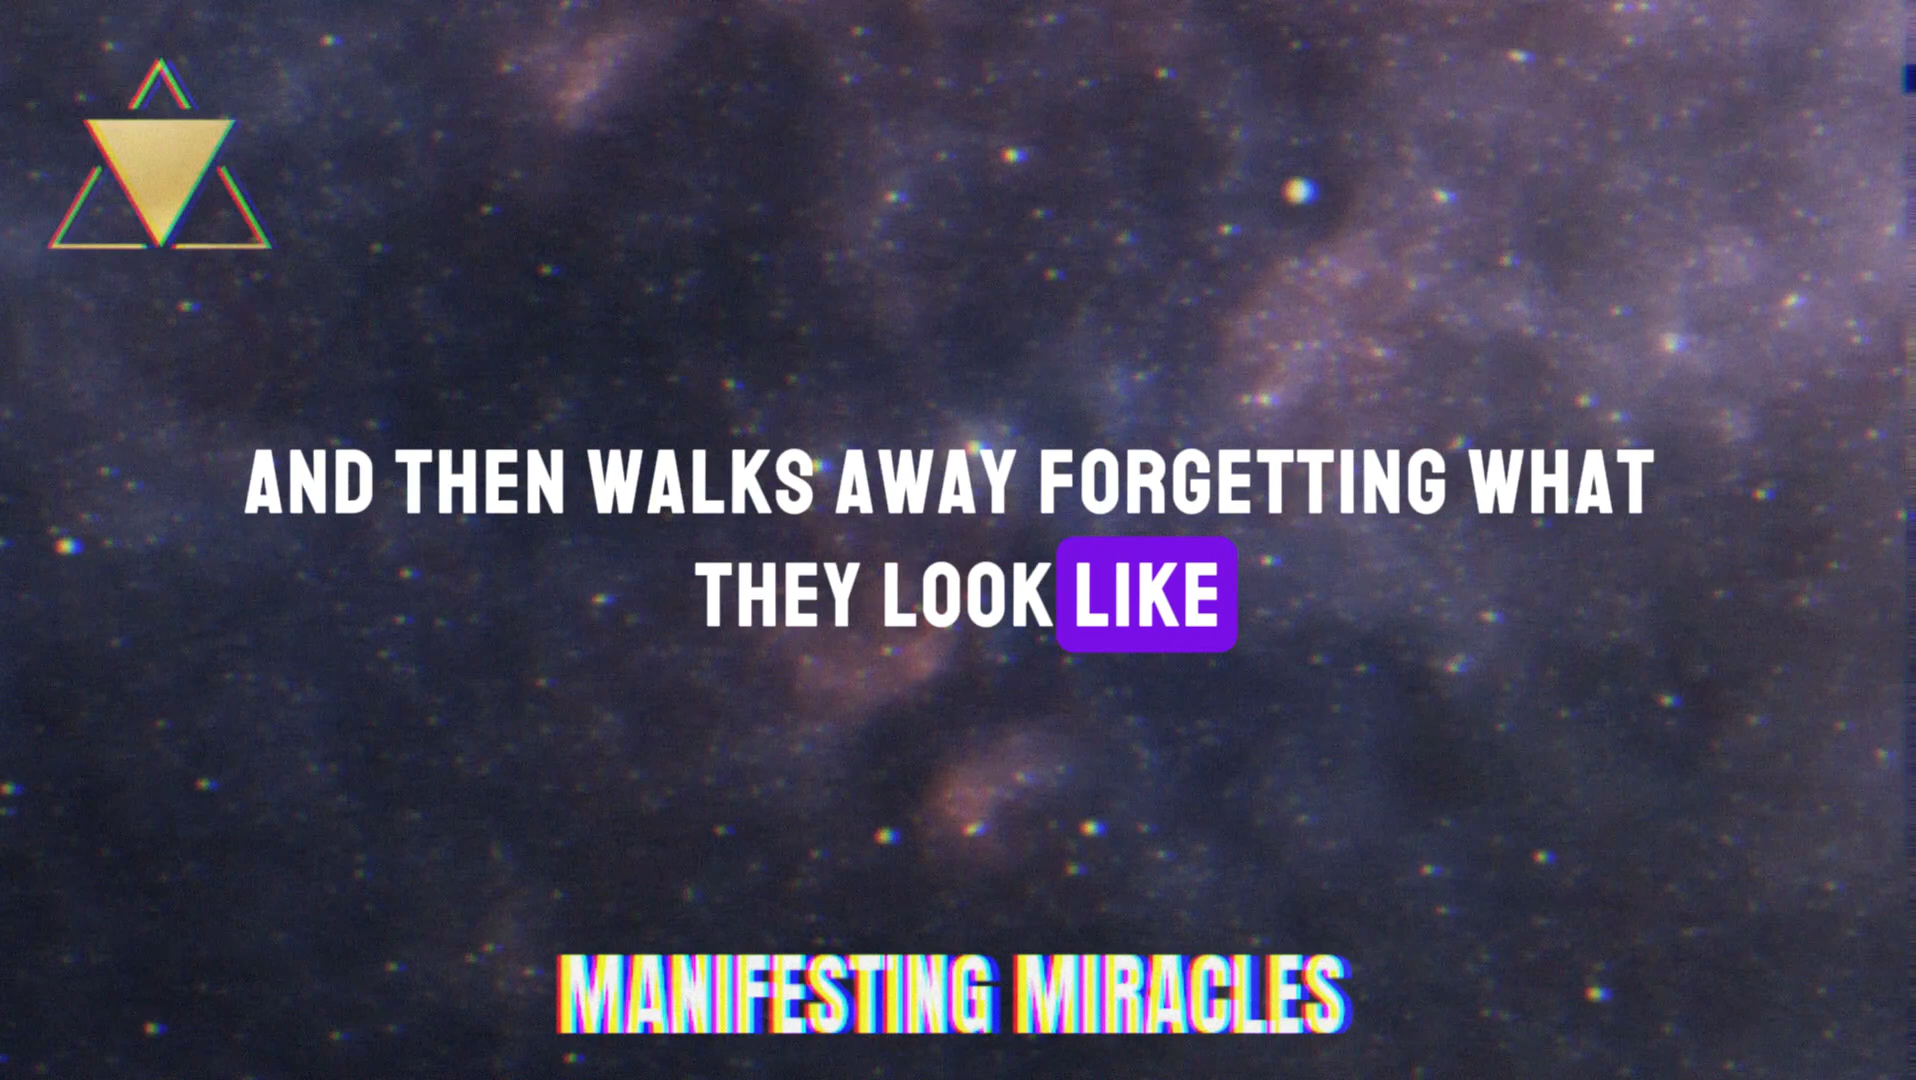 AND THEN WALKS AWAY FORGETTING WHAT
THEY LOOK LIKE
MANIFESTING MIRACLES